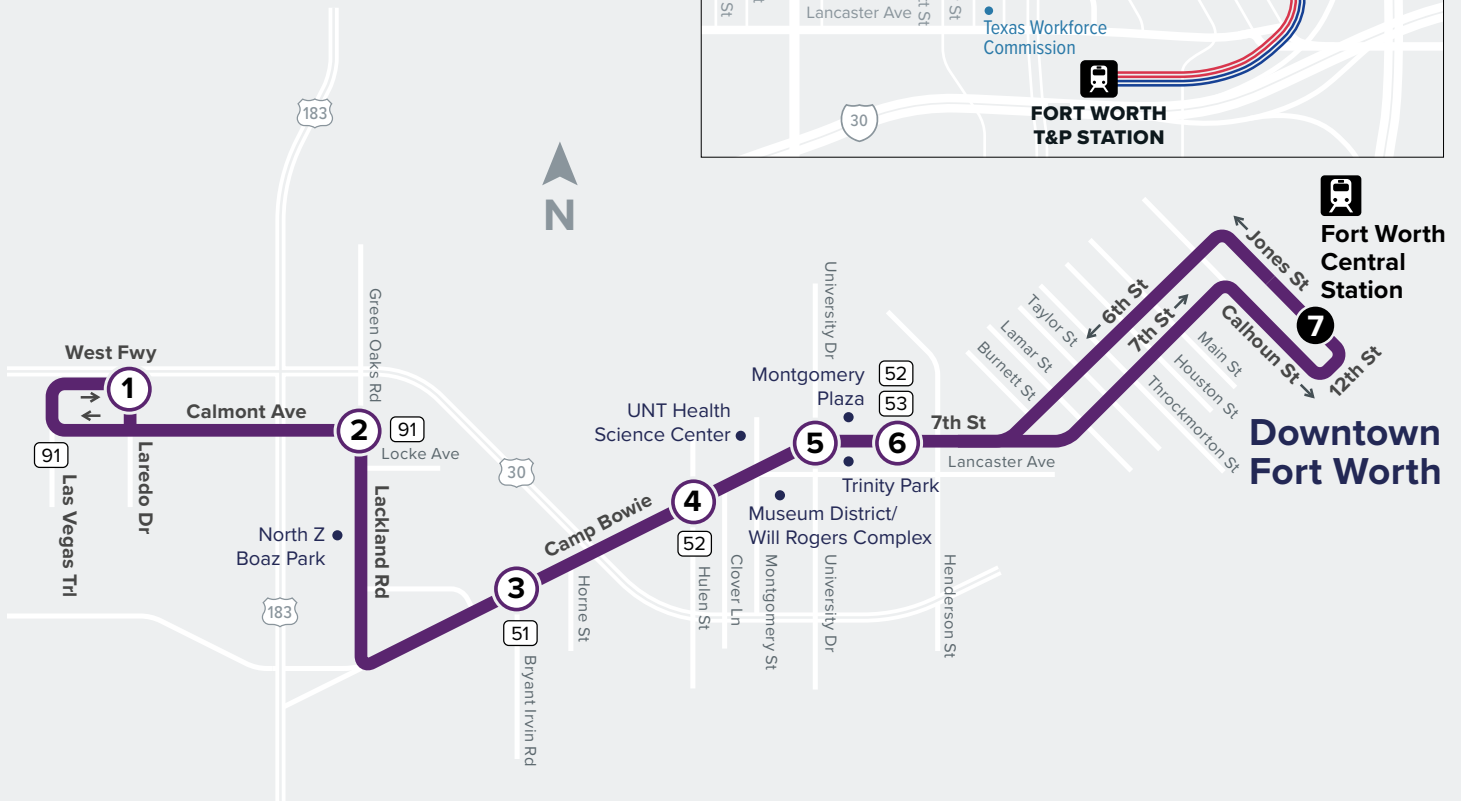 St
Lancaster Ave
St
St
Texas Workforce
Commission
FORT WORTH
T&P STATION
30
183
N
Fort Worth
Central
Station
Jones St
7
6th St
7th St
Calhoun St
12th St
Taylor St
Lamar St
Burnett St
Main St
Houston St
Throckmorton St
Downtown
Fort Worth
West Fwy
1
Calmont Ave
91
Las Vegas Trl
Laredo Dr
Green Oaks Rd
2
91
Locke Ave
Lackland Rd
North Z
Boaz Park
183
30
Camp Bowie
3
51
Bryant Irvin Rd
Horne St
4
52
Hulen St
Clover Ln
Montgomery St
UNT Health
Science Center
University Dr
Montgomery
Plaza
52
53
5
6
7th St
Lancaster Ave
Trinity Park
Museum District/
Will Rogers Complex
University Dr
Henderson St